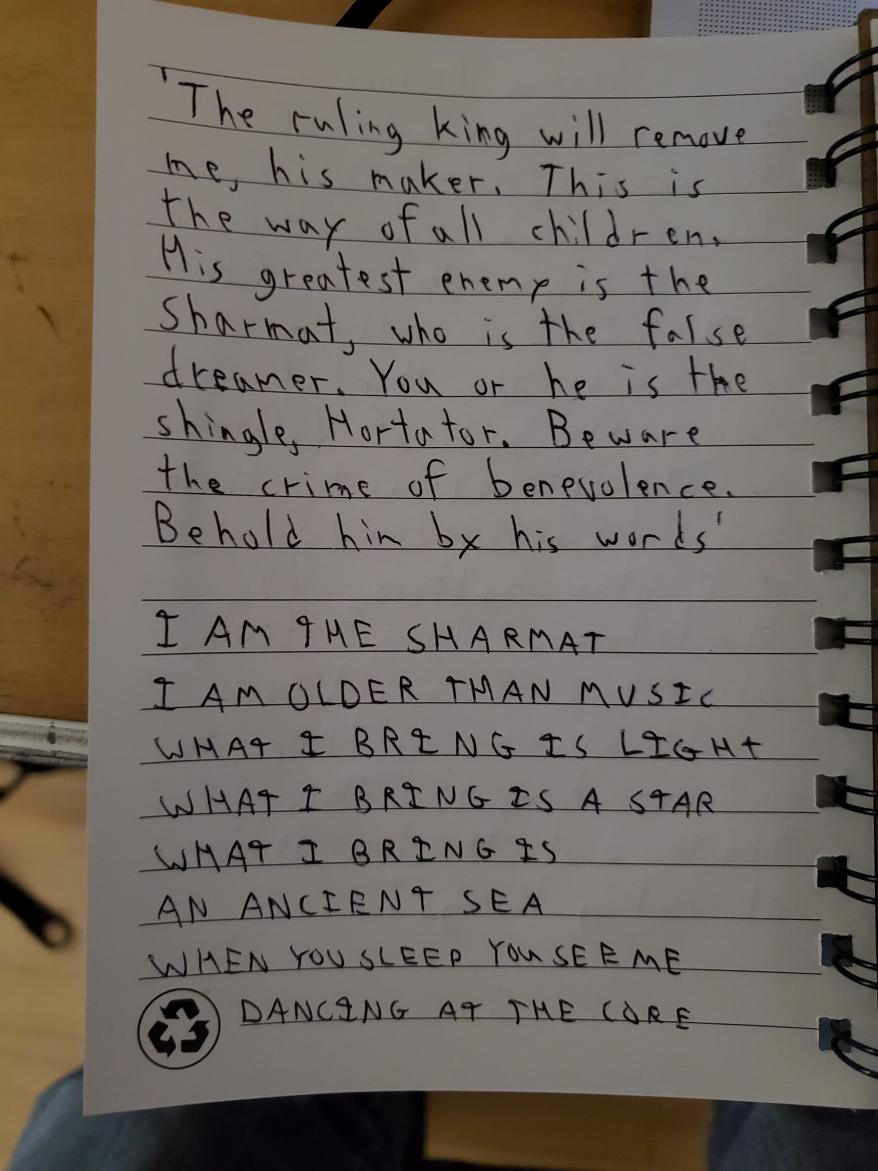 'The ruling king will remove
me, his maker. This is
the way of all children.
His greatest enemy is the
Sharmat, who is the false
dreamer. You or he is the
shingle, Hortator. Beware
the crime of benevolence.
Behold him by his words'
I AM THE SHARMAT
I AM OLDER THAN MUSIC
WHAT I BRING IS LIGHT
WHAT I BRING IS A STAR
WHAT I BRING IS
AN ANCIENT SEA
WHEN YOU SLEEP YOU SEE ME
DANCING AT THE CORE